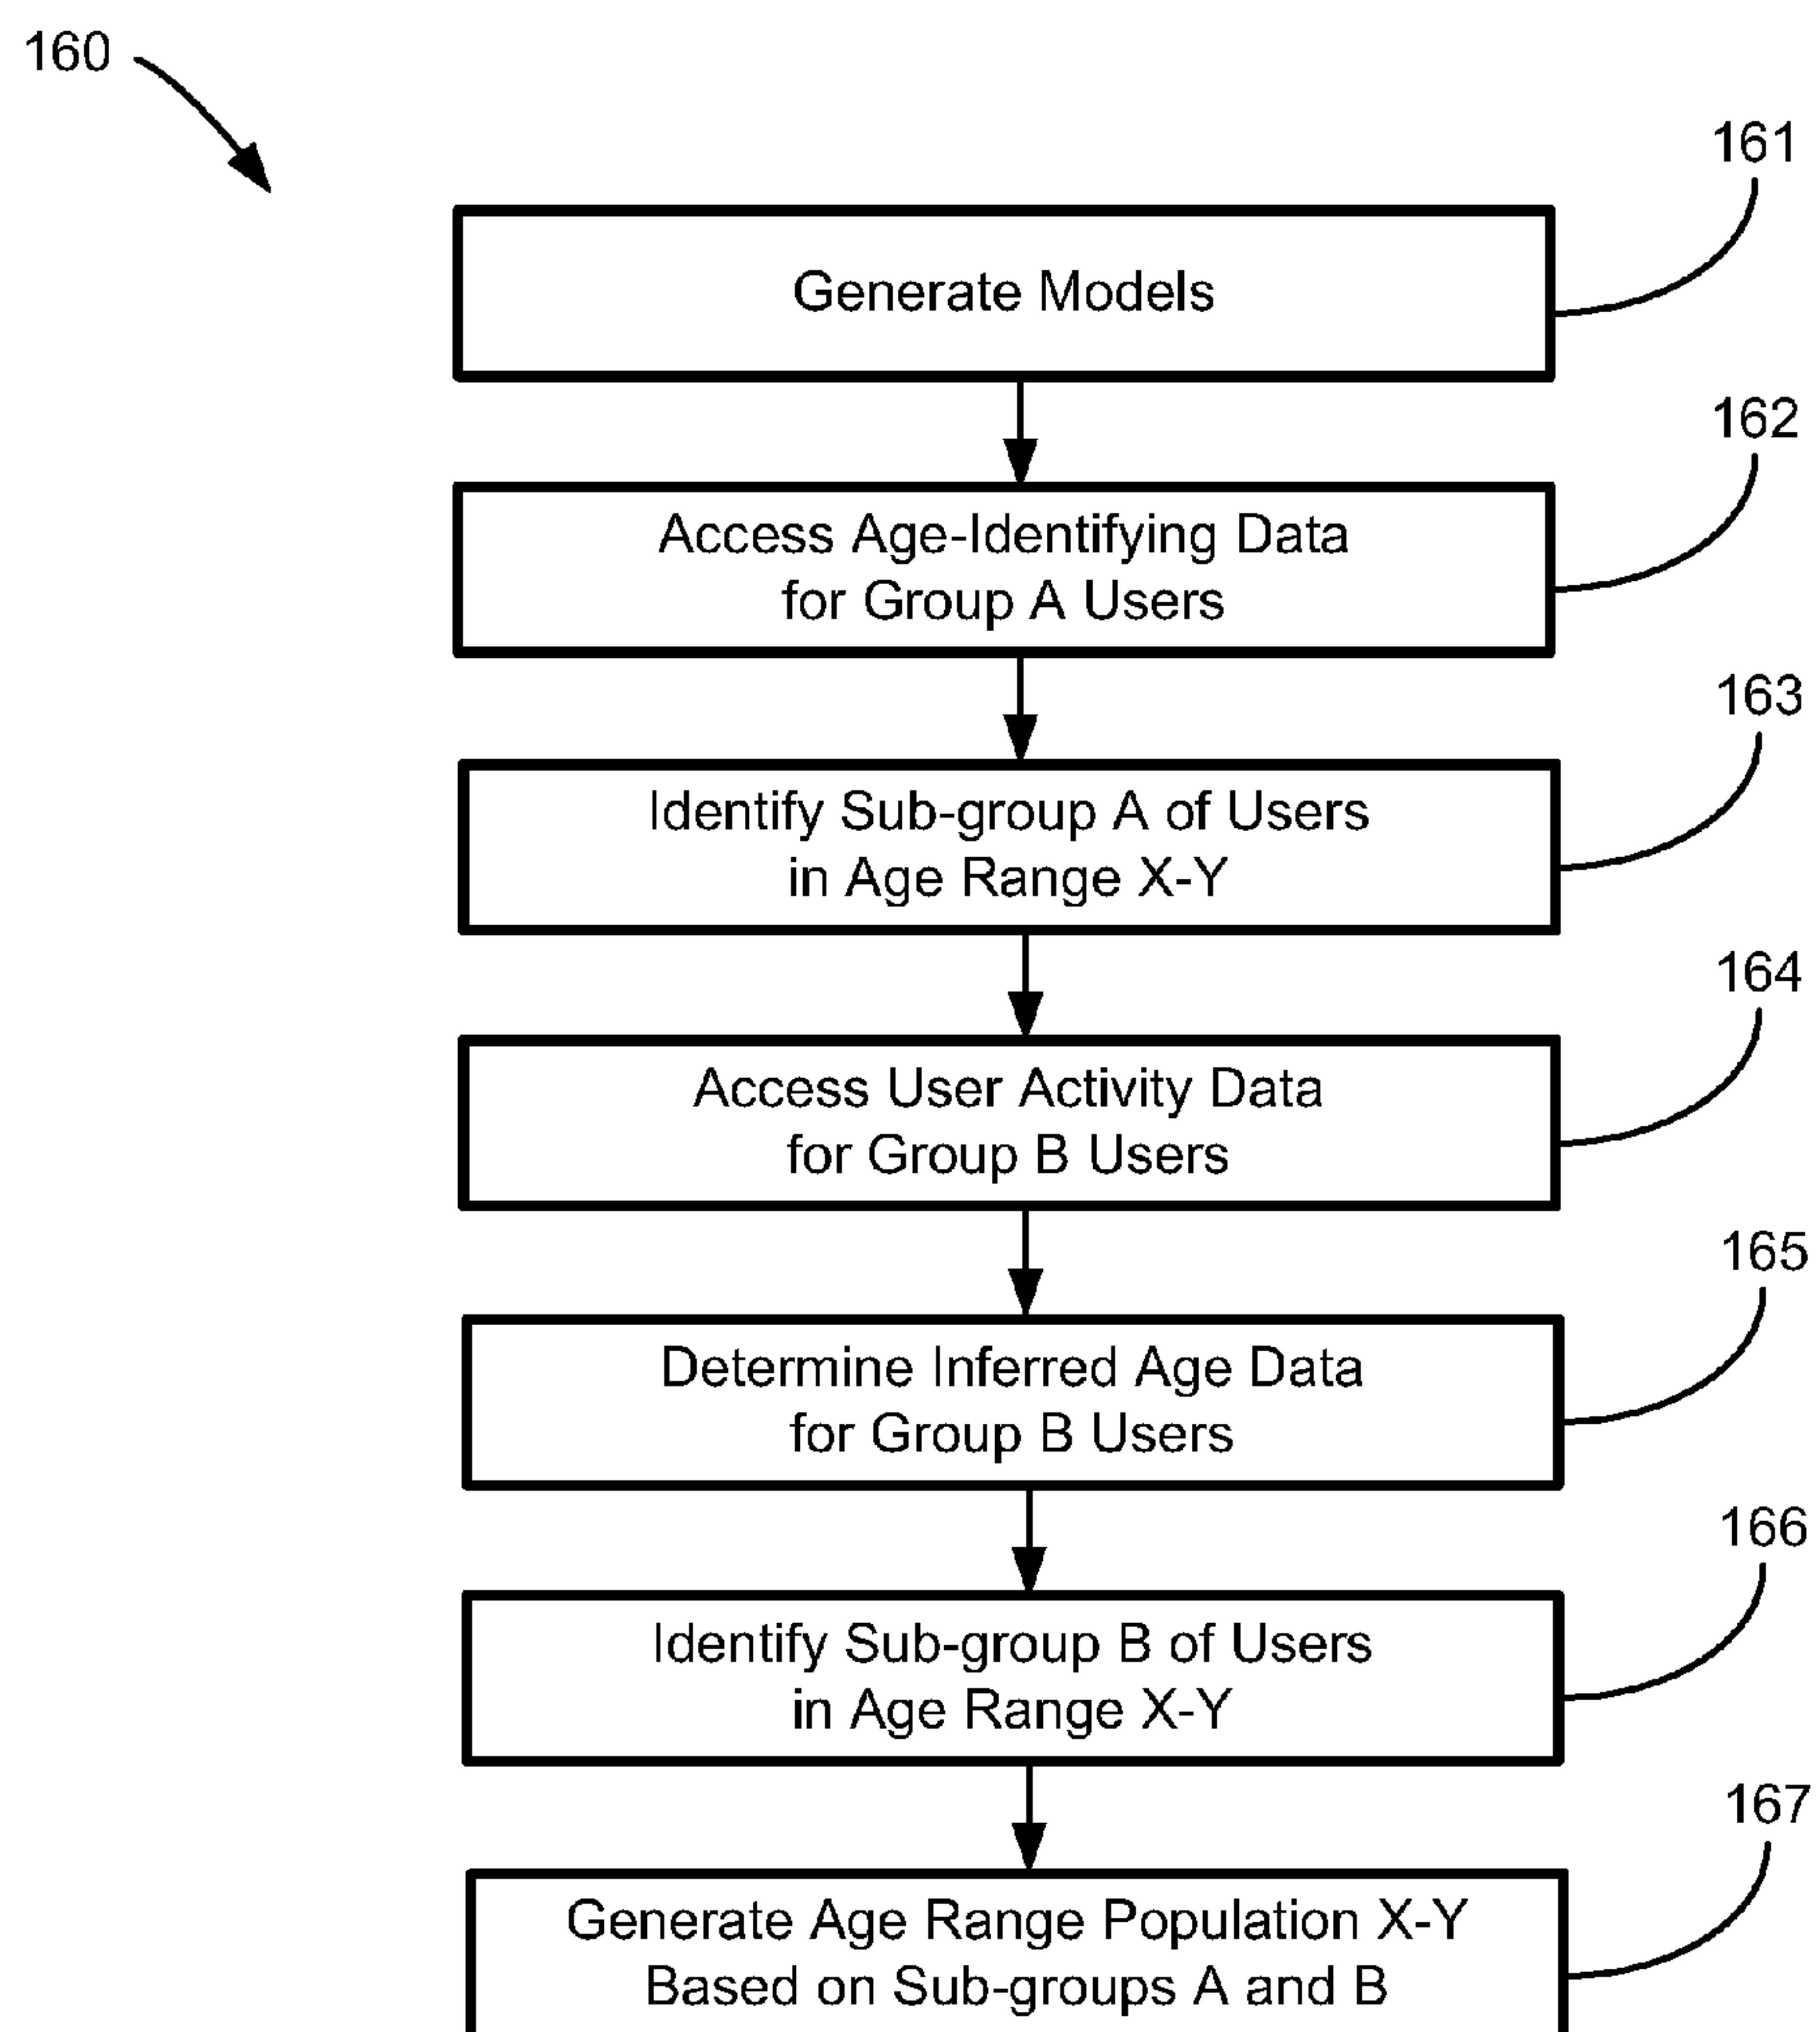 160
161
Generate Models
162
Access Age-Identifying Data
for Group A Users
163
Identify Sub-group A of Users
in Age Range X-Y
164
Access User Activity Data
for Group B Users
165
Determine Inferred Age Data
for Group B Users
166
Identify Sub-group B of Users
in Age Range X-Y
167
Generate Age Range Population X-Y
Based on Sub-groups A and B